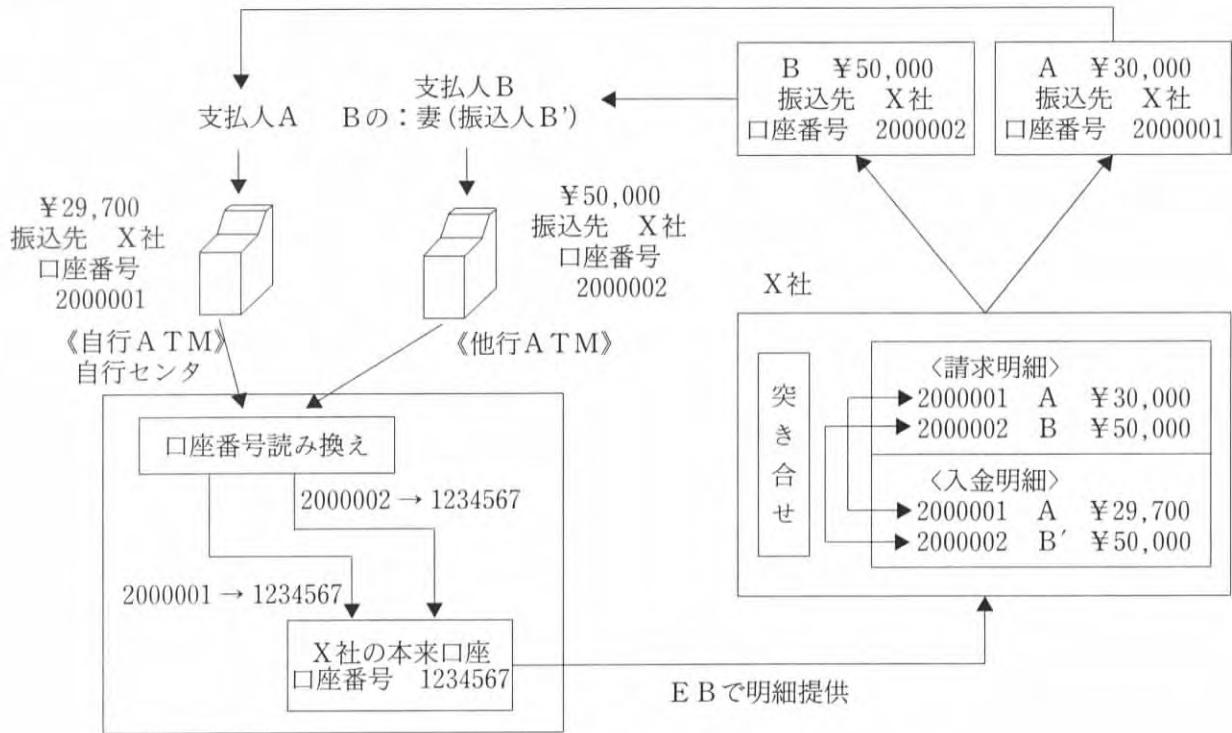 B ¥50,000
振込先 X社
口座番号 2000002
A ¥30,000
振込先 X社
口座番号 2000001
支払人A
支払人B
Bの：妻(振込人B')
¥29,700
振込先 X社
口座番号
2000001
¥50,000
振込先 X社
口座番号
2000002
《自行ATM》
《他行ATM》
自行センタ
口座番号読み換え
2000002 → 1234567
2000001 → 1234567
X社の本来口座
口座番号 1234567
EBで明細提供
X社
突き合せ
〈請求明細〉
2000001 A ¥30,000
2000002 B ¥50,000
〈入金明細〉
2000001 A ¥29,700
2000002 B′ ¥50,000